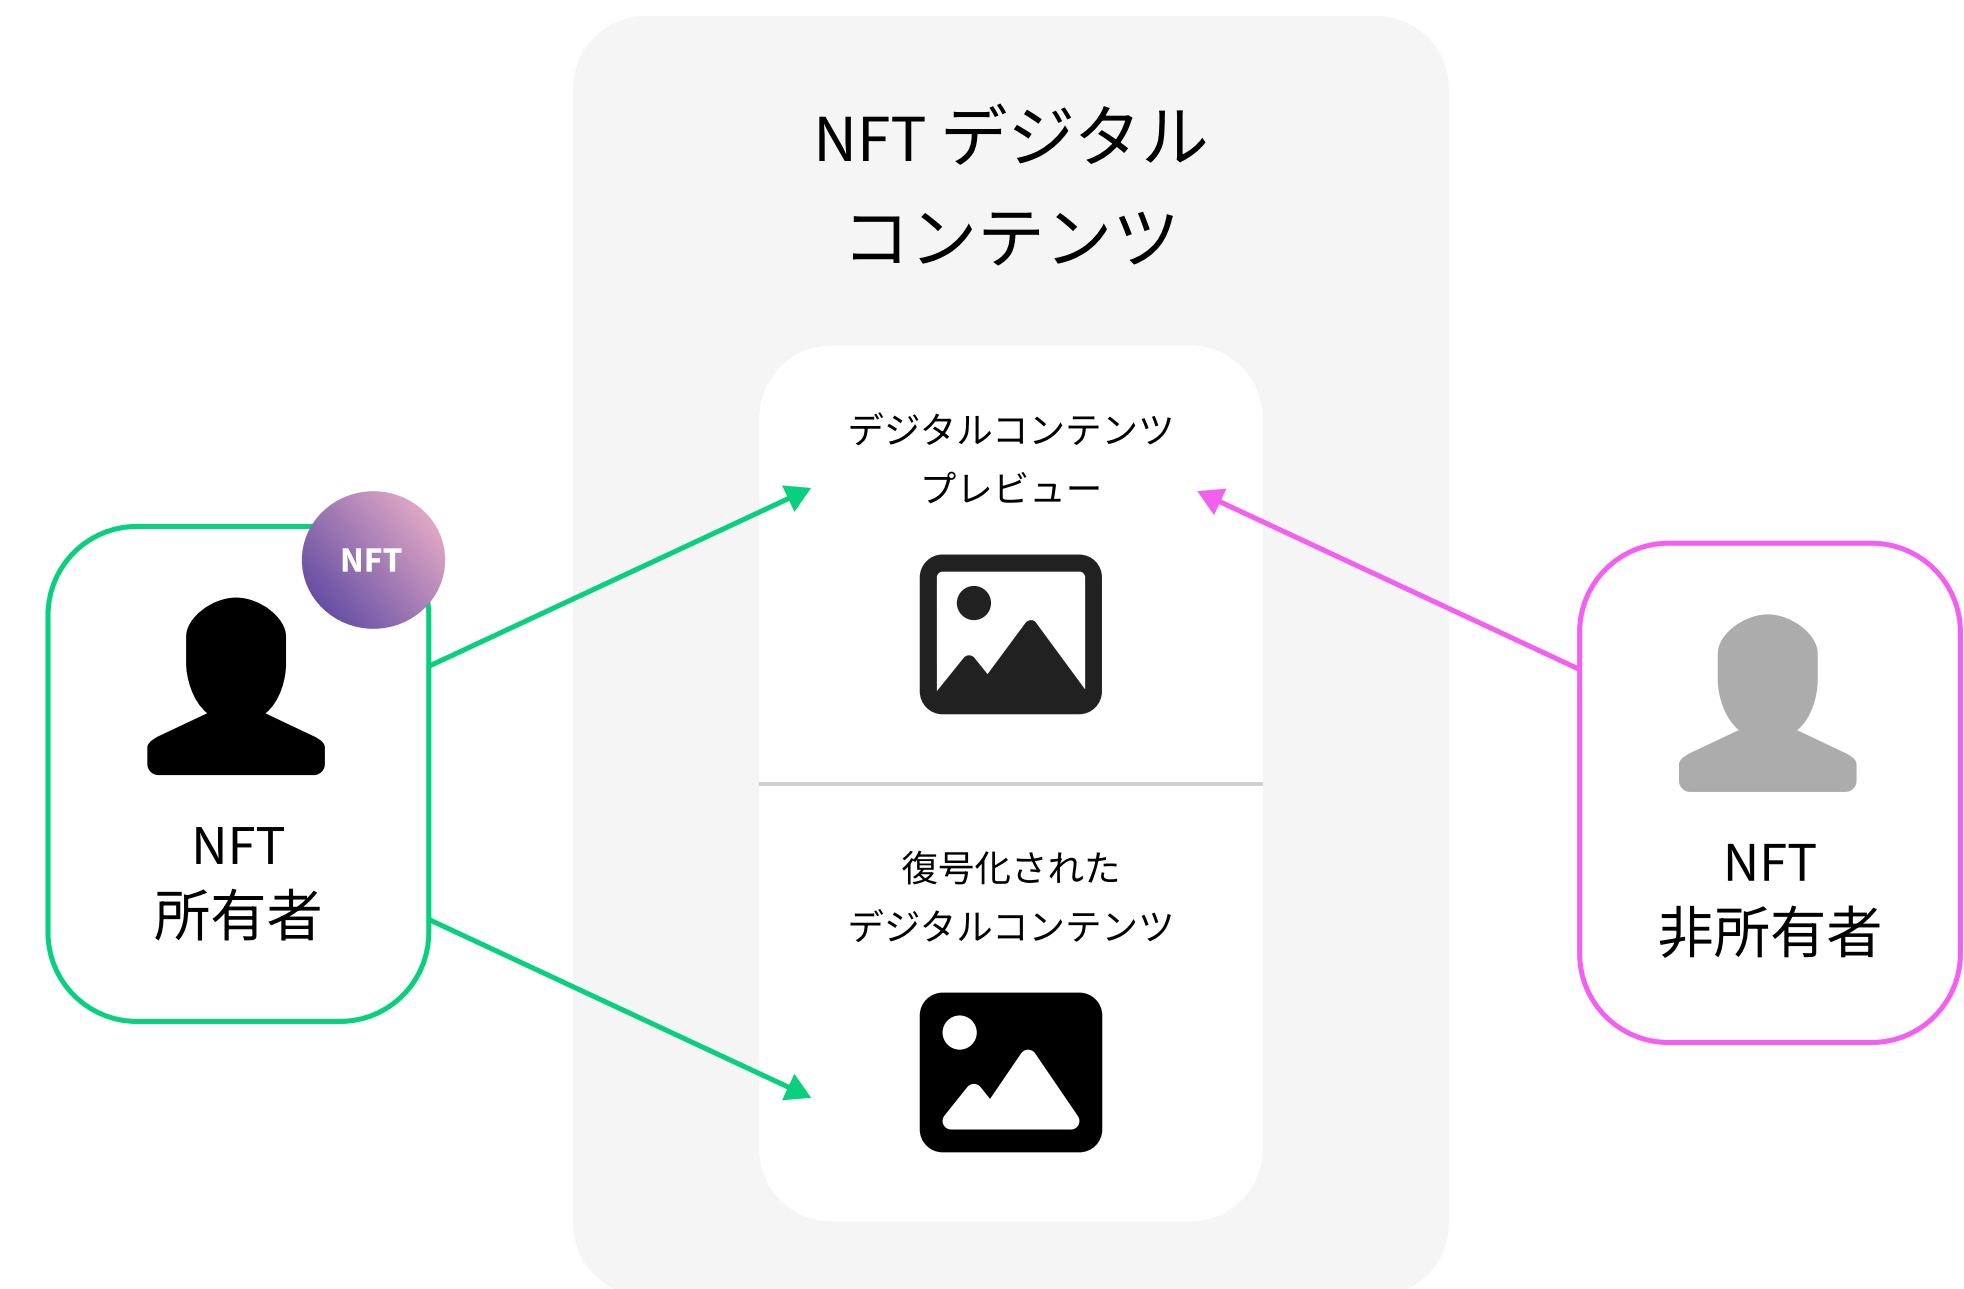 NFT デジタル
コンテンツ
デジタルコンテンツ
プレビュー
NFT
NFT
所有者
復号化された
デジタルコンテンツ
NFT
非所有者